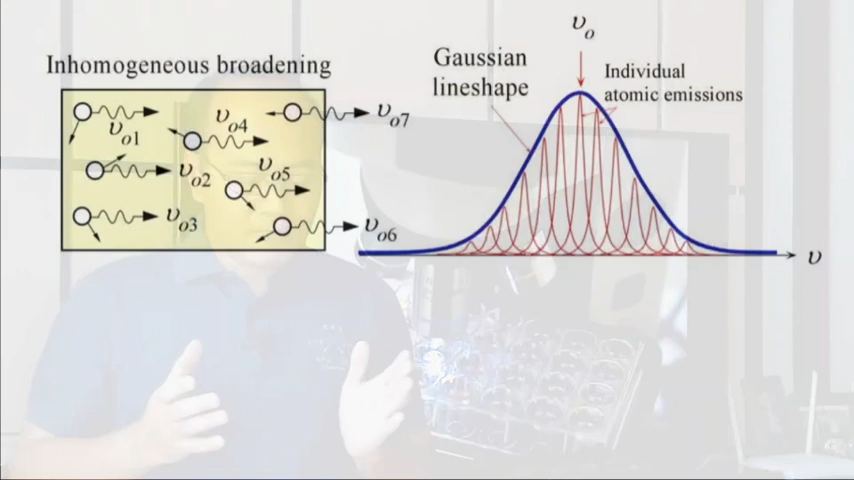 Inhomogeneous broadening
υo1
υo2
υo3
υo4
υo5
υo6
υo7
υo
Gaussian
lineshape
Individual
atomic emissions
υ